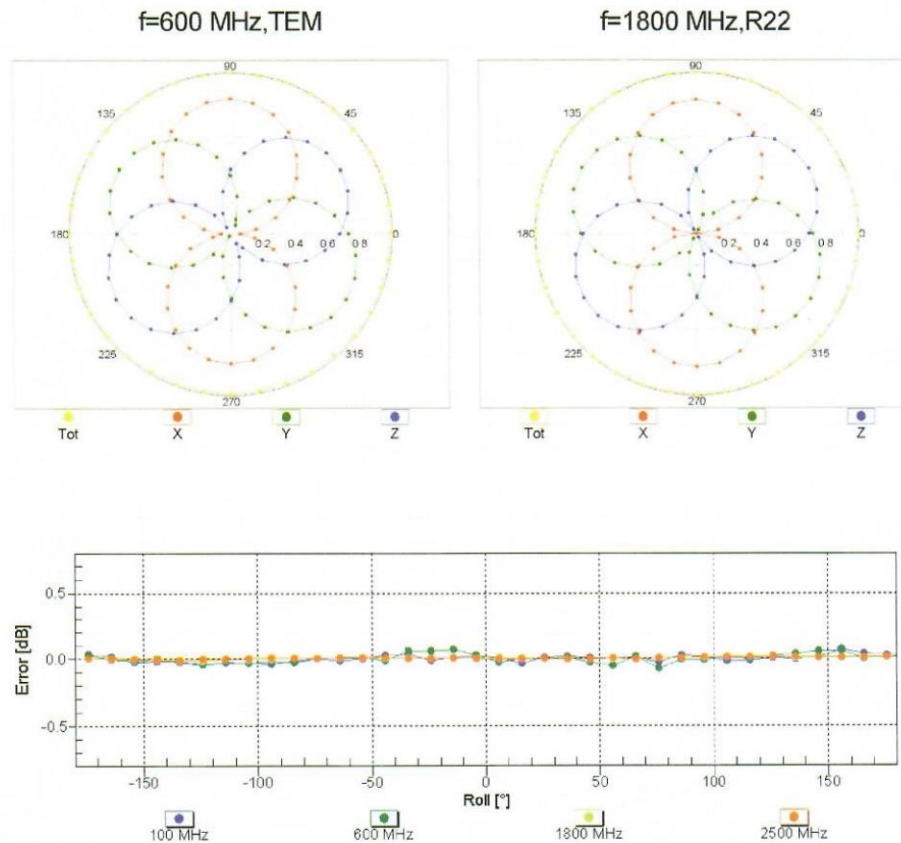 f=600 MHz,TEM
f=1800 MHz,R22
90
135
45
180
0.2 0.4 0.6 0.8
0
225
315
270
Tot X Y Z
90
135
45
180
0.2 0.4 0.6 0.8
0
225
315
270
Tot X Y Z
Error [dB]
0.5
0.0
-0.5
-150 -100 -50 0 50 100 150
Roll [°]
100 MHz 600 MHz 1800 MHz 2500 MHz